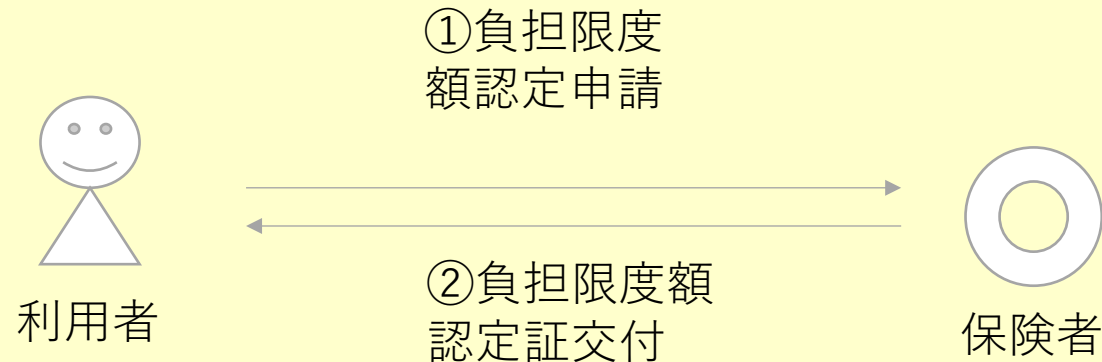 ①負担限度
額認定申請
②負担限度額
認定証交付
利用者
保険者